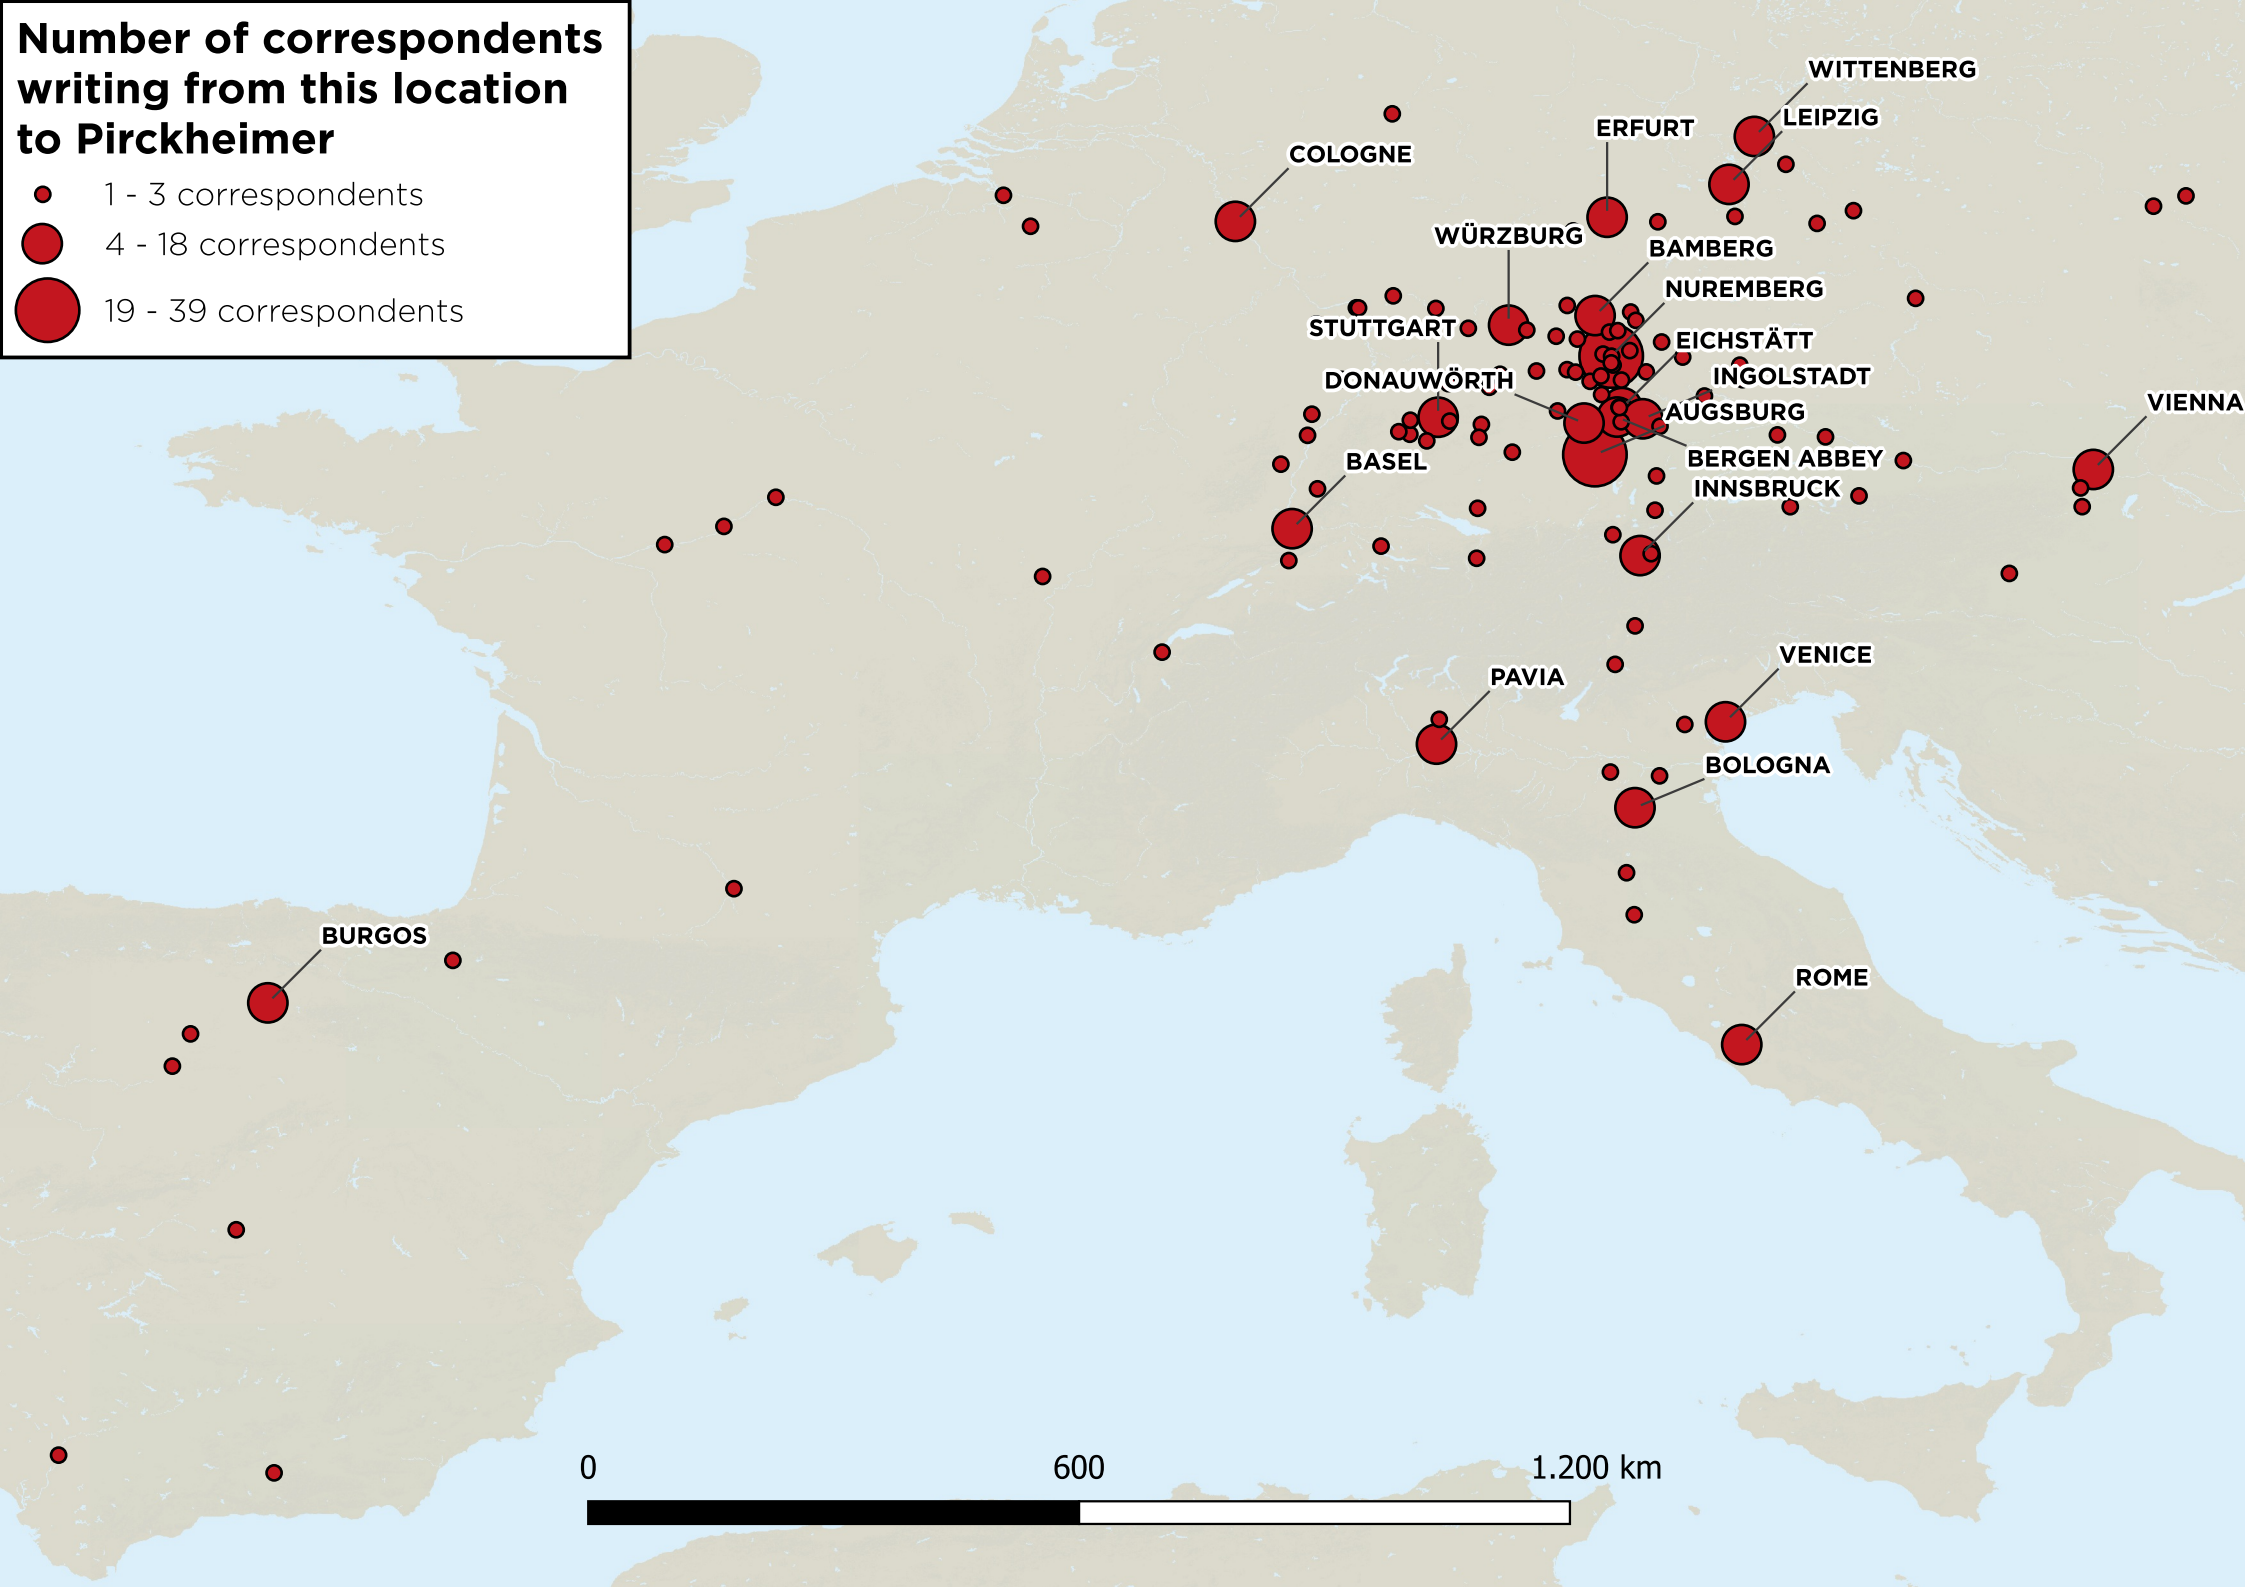 Number of correspondents
writing from this location
to Pirckheimer
1 - 3 correspondents
4 - 18 correspondents
19 - 39 correspondents
WITTENBERG
LEIPZIG
ERFURT
COLOGNE
WÜRZBURG
BAMBERG
NUREMBERG
STUTTGART
EICHSTÄTT
DONAUWÖRTH
INGOLSTADT
AUGSBURG
VIENNA
BASEL
BERGEN ABBEY
INNSBRUCK
VENICE
PAVIA
BOLOGNA
BURGOS
ROME
0 600 1.200 km